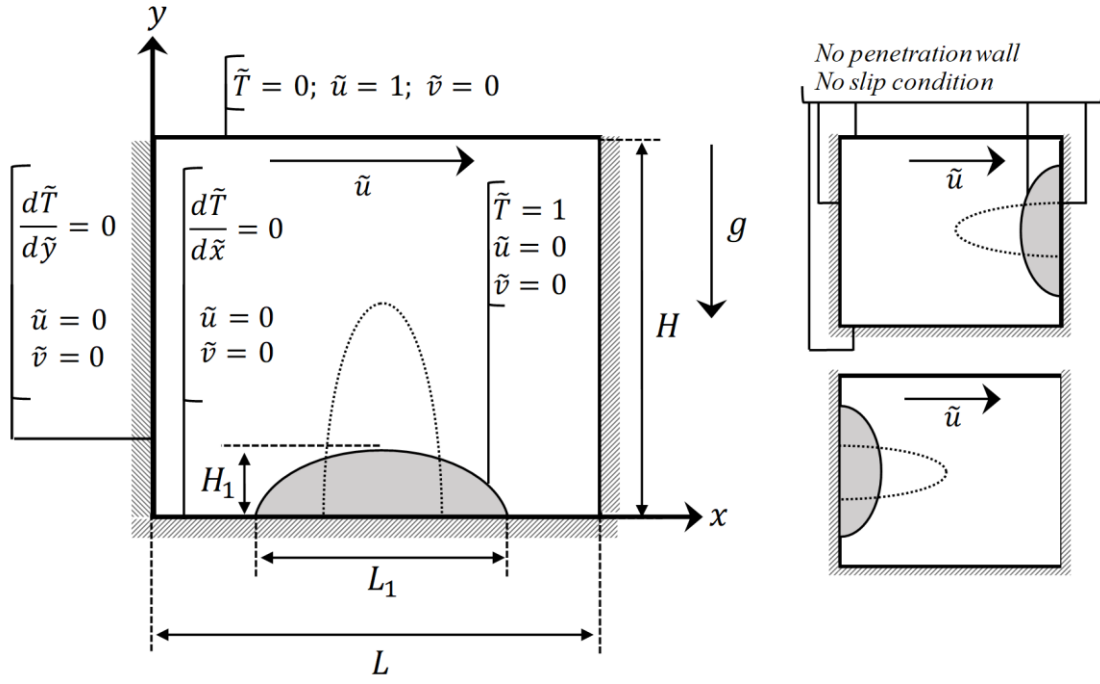 y
T̃ = 0; ũ = 1; ṽ = 0
ũ
dT̃/dỹ = 0
ũ = 0
ṽ = 0
dT̃/dx̃ = 0
ũ = 0
ṽ = 0
T̃ = 1
ũ = 0
ṽ = 0
H
g
H₁
x
L₁
L
No penetration wall
No slip condition
ũ
ũ